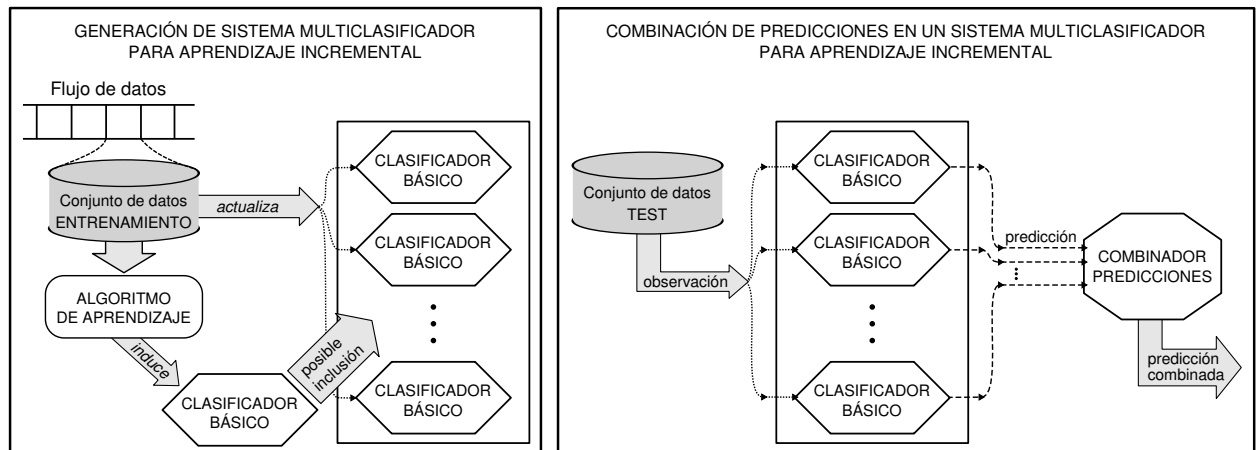 GENERACIÓN DE SISTEMA MULTICLASIFICADOR
PARA APRENDIZAJE INCREMENTAL
Flujo de datos
Conjunto de datos
ENTRENAMIENTO
actualiza
ALGORITMO
DE APRENDIZAJE
induce
CLASIFICADOR
BÁSICO
posible
inclusión
CLASIFICADOR
BÁSICO
CLASIFICADOR
BÁSICO
CLASIFICADOR
BÁSICO
COMBINACIÓN DE PREDICCIONES EN UN SISTEMA MULTICLASIFICADOR
PARA APRENDIZAJE INCREMENTAL
Conjunto de datos
TEST
observación
CLASIFICADOR
BÁSICO
CLASIFICADOR
BÁSICO
CLASIFICADOR
BÁSICO
predicción
COMBINADOR
PREDICCIONES
predicción
combinada